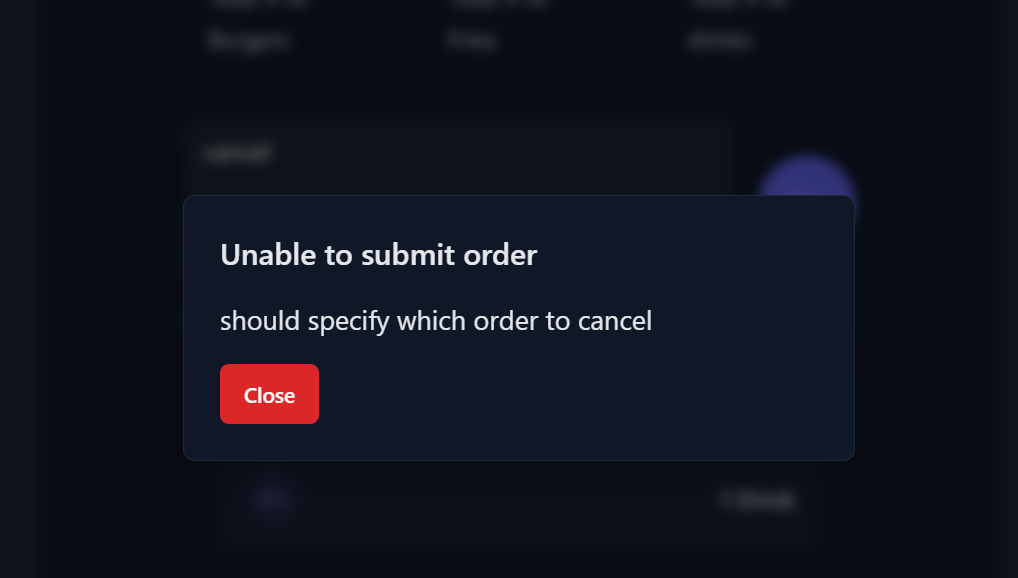 Burgers Fries drinks
cancel
Unable to submit order
should specify which order to cancel
Close
1 Drink